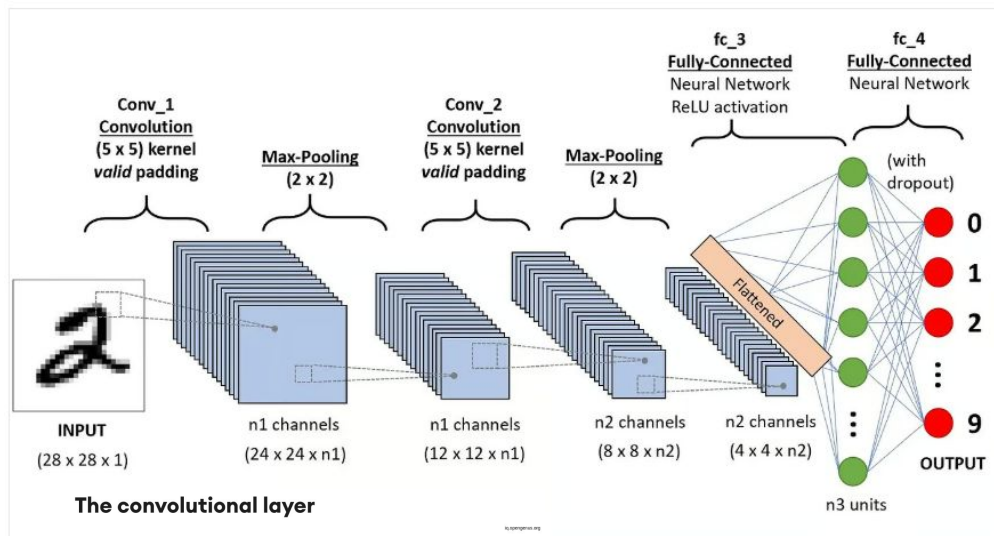 fc_3
Fully-Connected
Neural Network
ReLU activation
fc_4
Fully-Connected
Neural Network
Conv_1
Convolution
(5 x 5) kernel
valid padding
Max-Pooling
(2 x 2)
Conv_2
Convolution
(5 x 5) kernel
valid padding
Max-Pooling
(2 x 2)
(with
dropout)
Flattened
0
1
2
9
OUTPUT
INPUT
(28 x 28 x 1)
n1 channels
(24 x 24 x n1)
n1 channels
(12 x 12 x n1)
n2 channels
(8 x 8 x n2)
n2 channels
(4 x 4 x n2)
n3 units
The convolutional layer
iq.opengenus.org